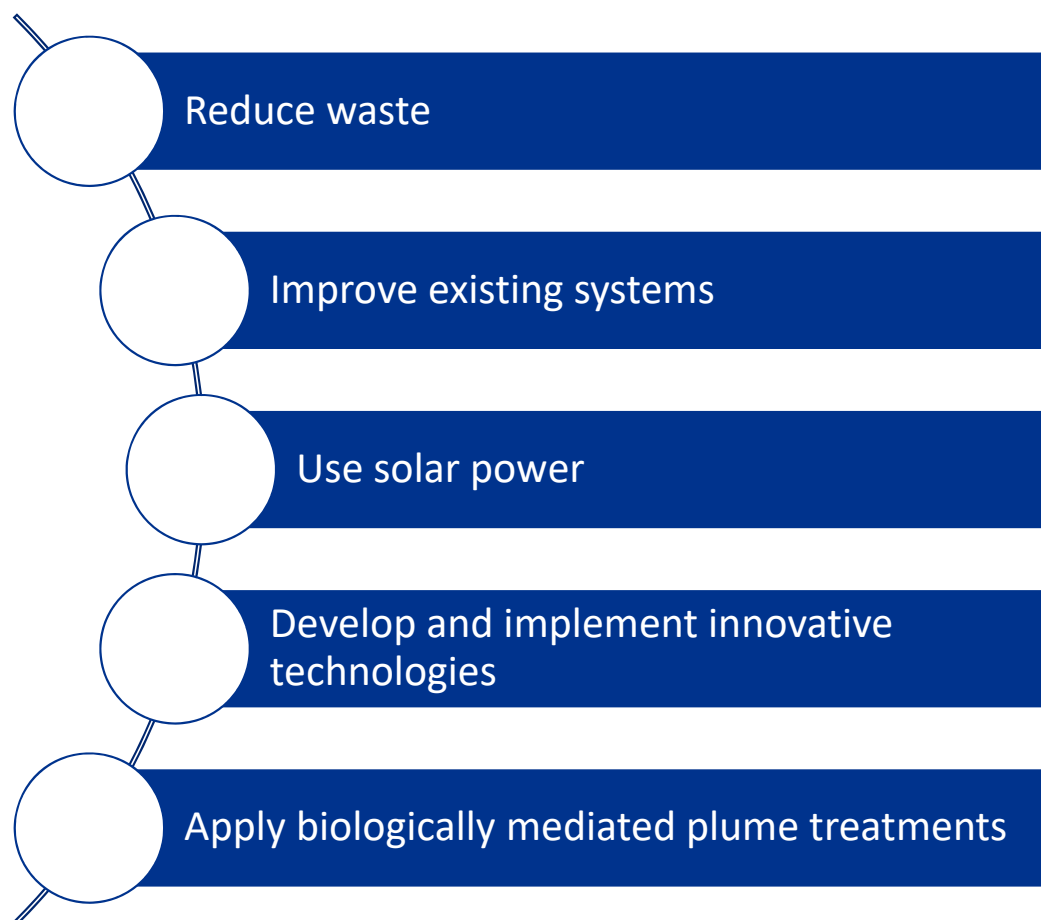 Reduce waste
Improve existing systems
Use solar power
Develop and implement innovative
technologies
Apply biologically mediated plume treatments